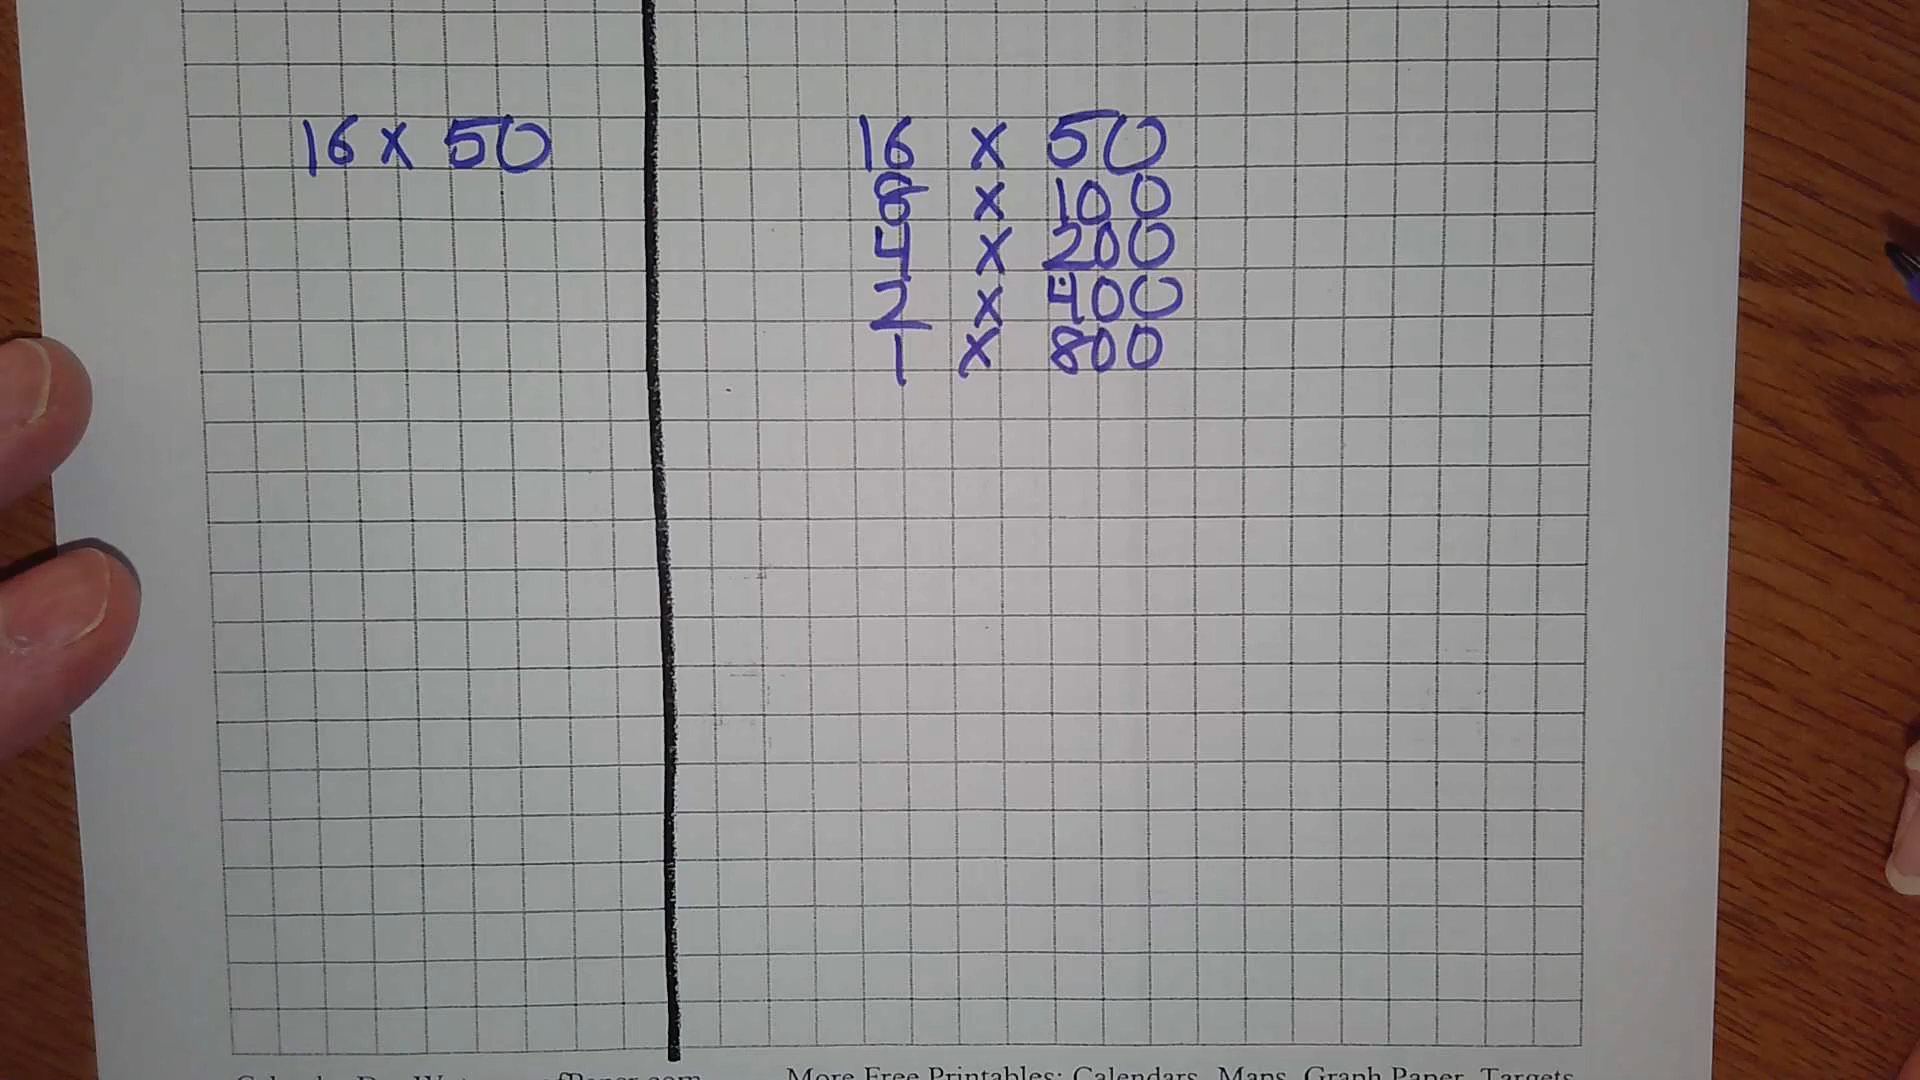 16 x 50
16 x 50
8 x 100
4 x 200
2 x 400
1 x 800
More Free Printables: Calendars, Maps, Graph Paper, Targets